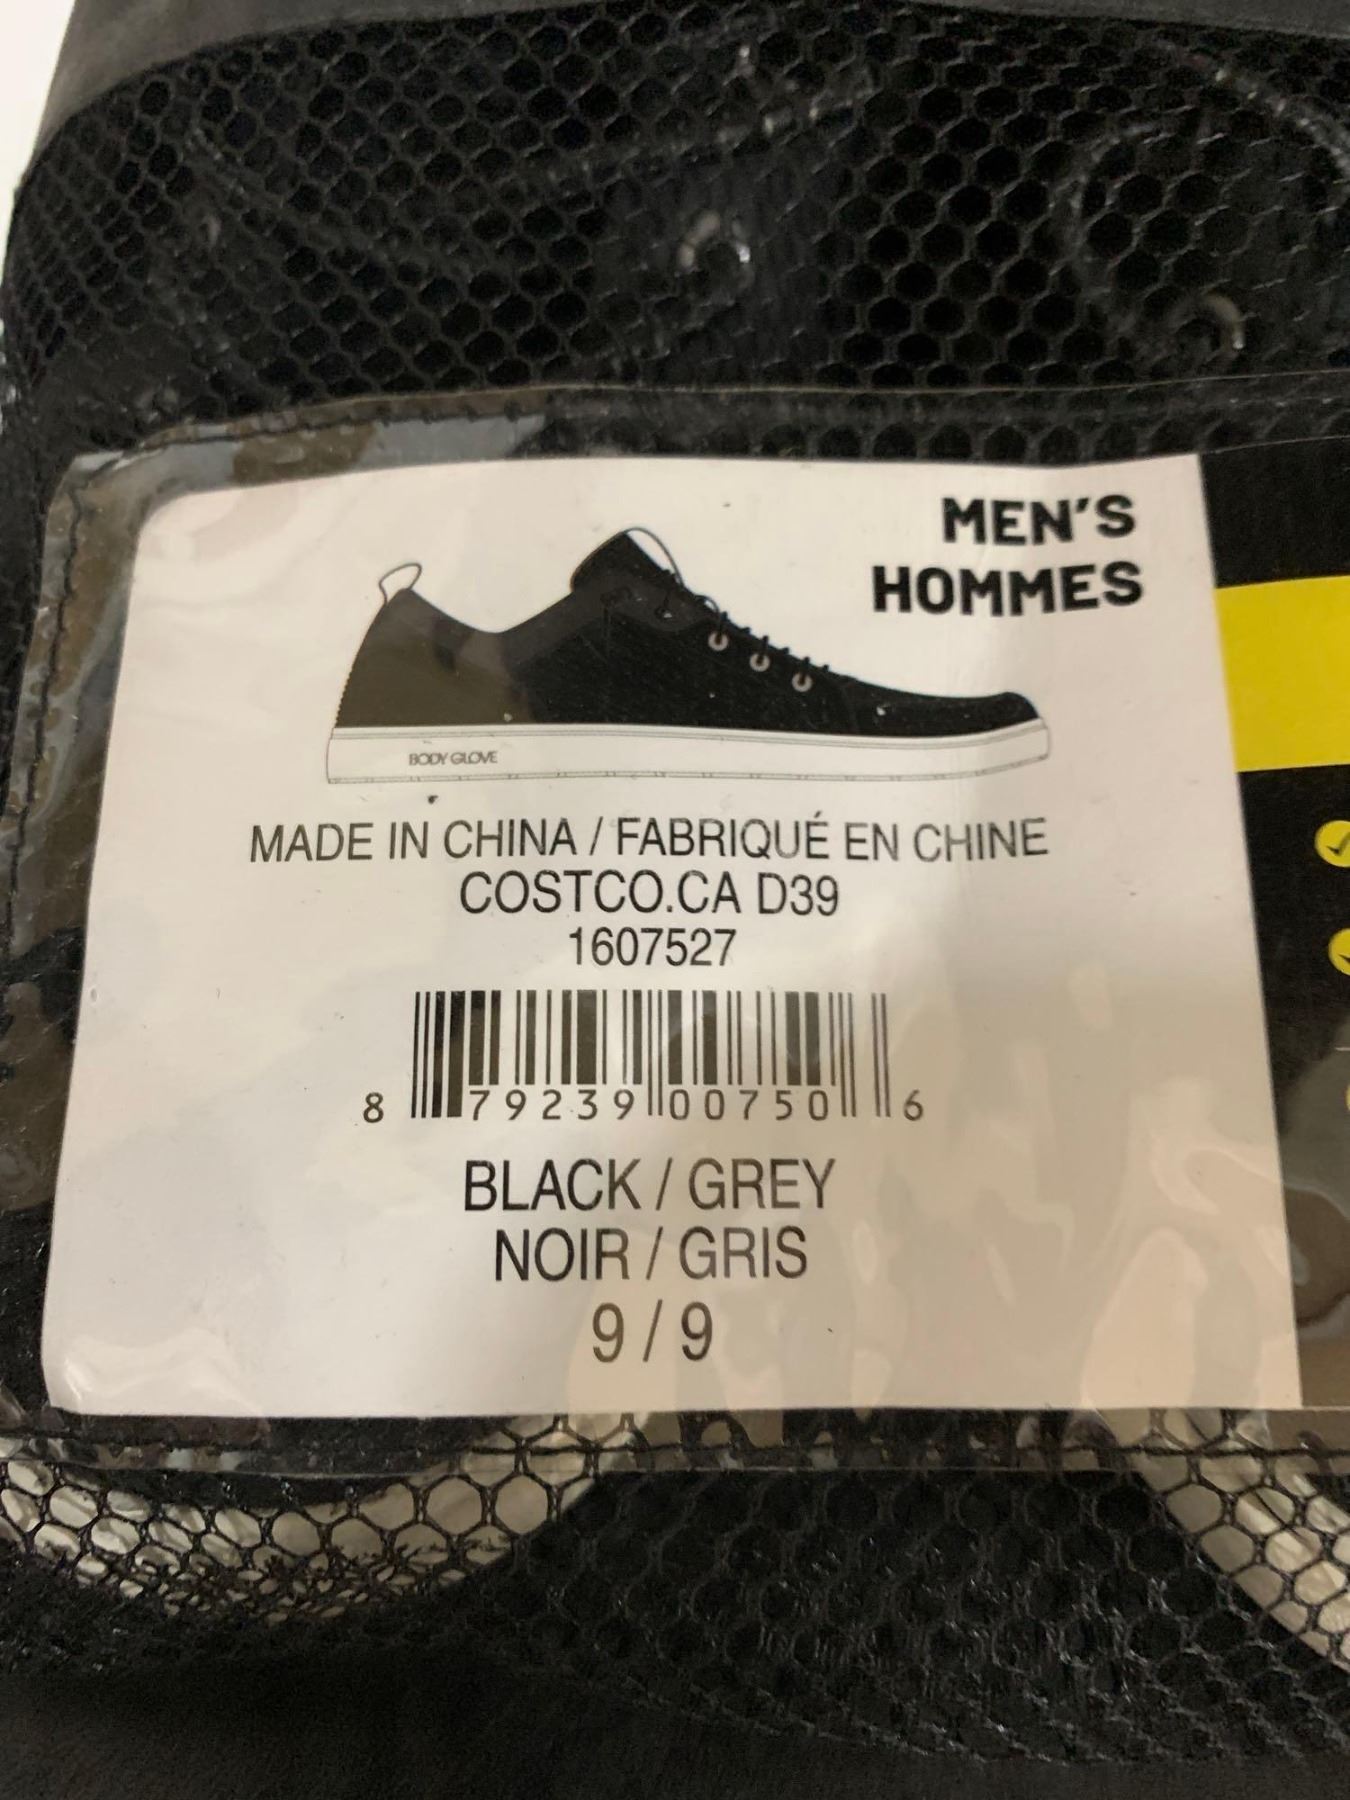 MEN'S
HOMMES
BODY GLOVE
MADE IN CHINA / FABRIQUÉ EN CHINE
COSTCO.CA D39
1607527
8 79239 00750 6
BLACK / GREY
NOIR / GRIS
9 / 9